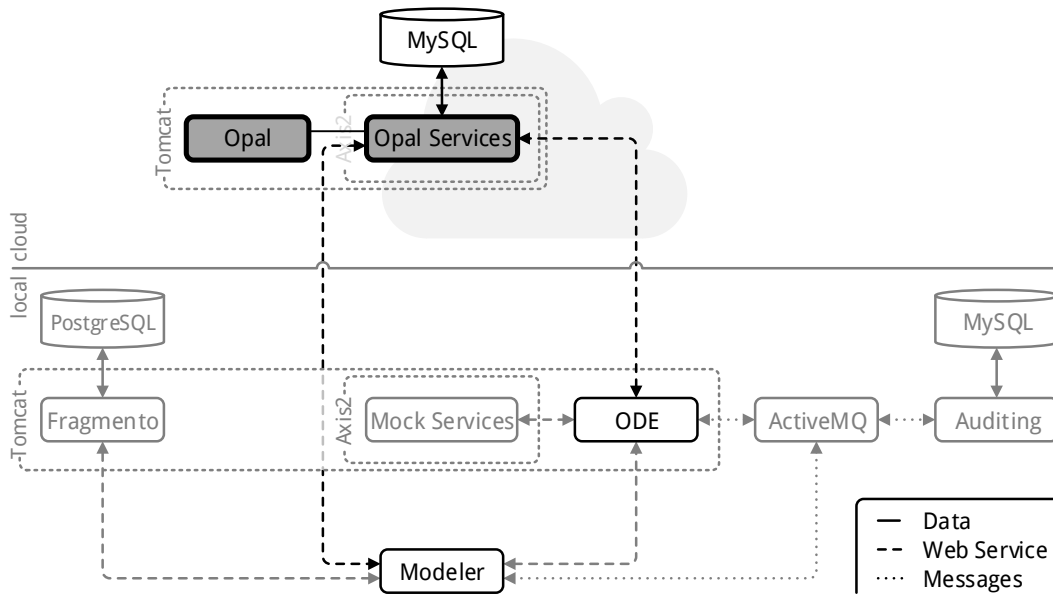 MySQL
Tomcat
Axis2
Opal
Opal Services
cloud
local
PostgreSQL
MySQL
Tomcat
Fragmento
Axis2
Mock Services
ODE
ActiveMQ
Auditing
Modeler
Data
Web Service
Messages